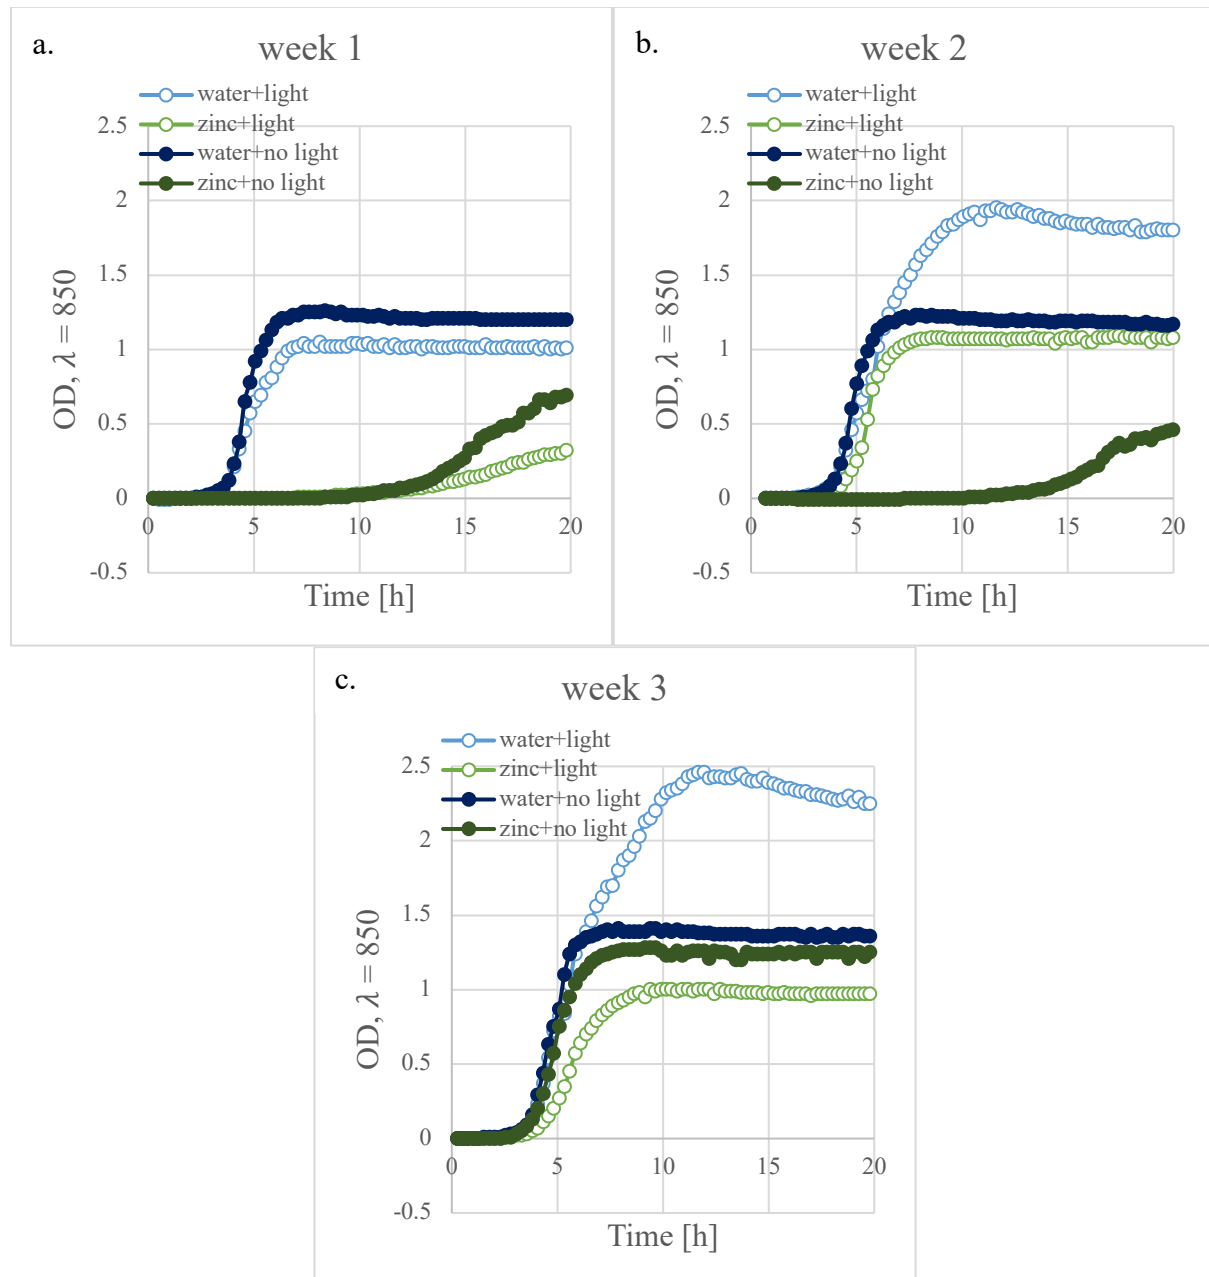 a.
week 1
water+light
zinc+light
water+no light
zinc+no light
2.5
2
1.5
1
0.5
0
-0.5
0 5 10 15 20
OD, λ = 850
Time [h]
b.
week 2
water+light
zinc+light
water+no light
zinc+no light
2.5
2
1.5
1
0.5
0
-0.5
0 5 10 15 20
OD, λ = 850
Time [h]
c.
week 3
water+light
zinc+light
water+no light
zinc+no light
2.5
2
1.5
1
0.5
0
-0.5
0 5 10 15 20
OD, λ = 850
Time [h]